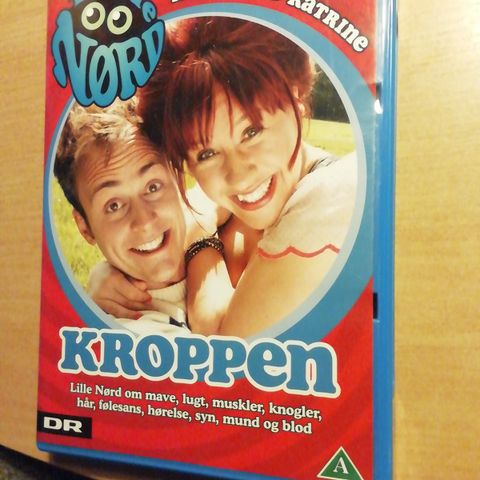 NØRD
KATRINE
KROPPEN
Lille Nørd om mave, lugt, muskler, knogler,
hår, følesans, hørelse, syn, mund og blod
DR
A